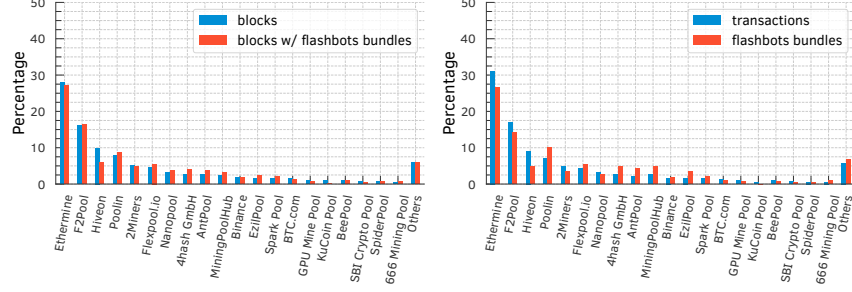 50
40
30
20
10
0
Percentage
blocks
blocks w/ flashbots bundles
Ethermine
F2Pool
Hiveon
Poolin
2Miners
Flexpool.io
Nanopool
4hash GmbH
AntPool
MiningPoolHub
Binance
EzilPool
Spark Pool
BTC.com
GPU Mine Pool
KuCoin Pool
BeePool
SBI Crypto Pool
SpiderPool
666 Mining Pool
Others
50
40
30
20
10
0
Percentage
transactions
flashbots bundles
Ethermine
F2Pool
Hiveon
Poolin
2Miners
Flexpool.io
Nanopool
4hash GmbH
AntPool
MiningPoolHub
Binance
EzilPool
Spark Pool
BTC.com
GPU Mine Pool
KuCoin Pool
BeePool
SBI Crypto Pool
SpiderPool
666 Mining Pool
Others